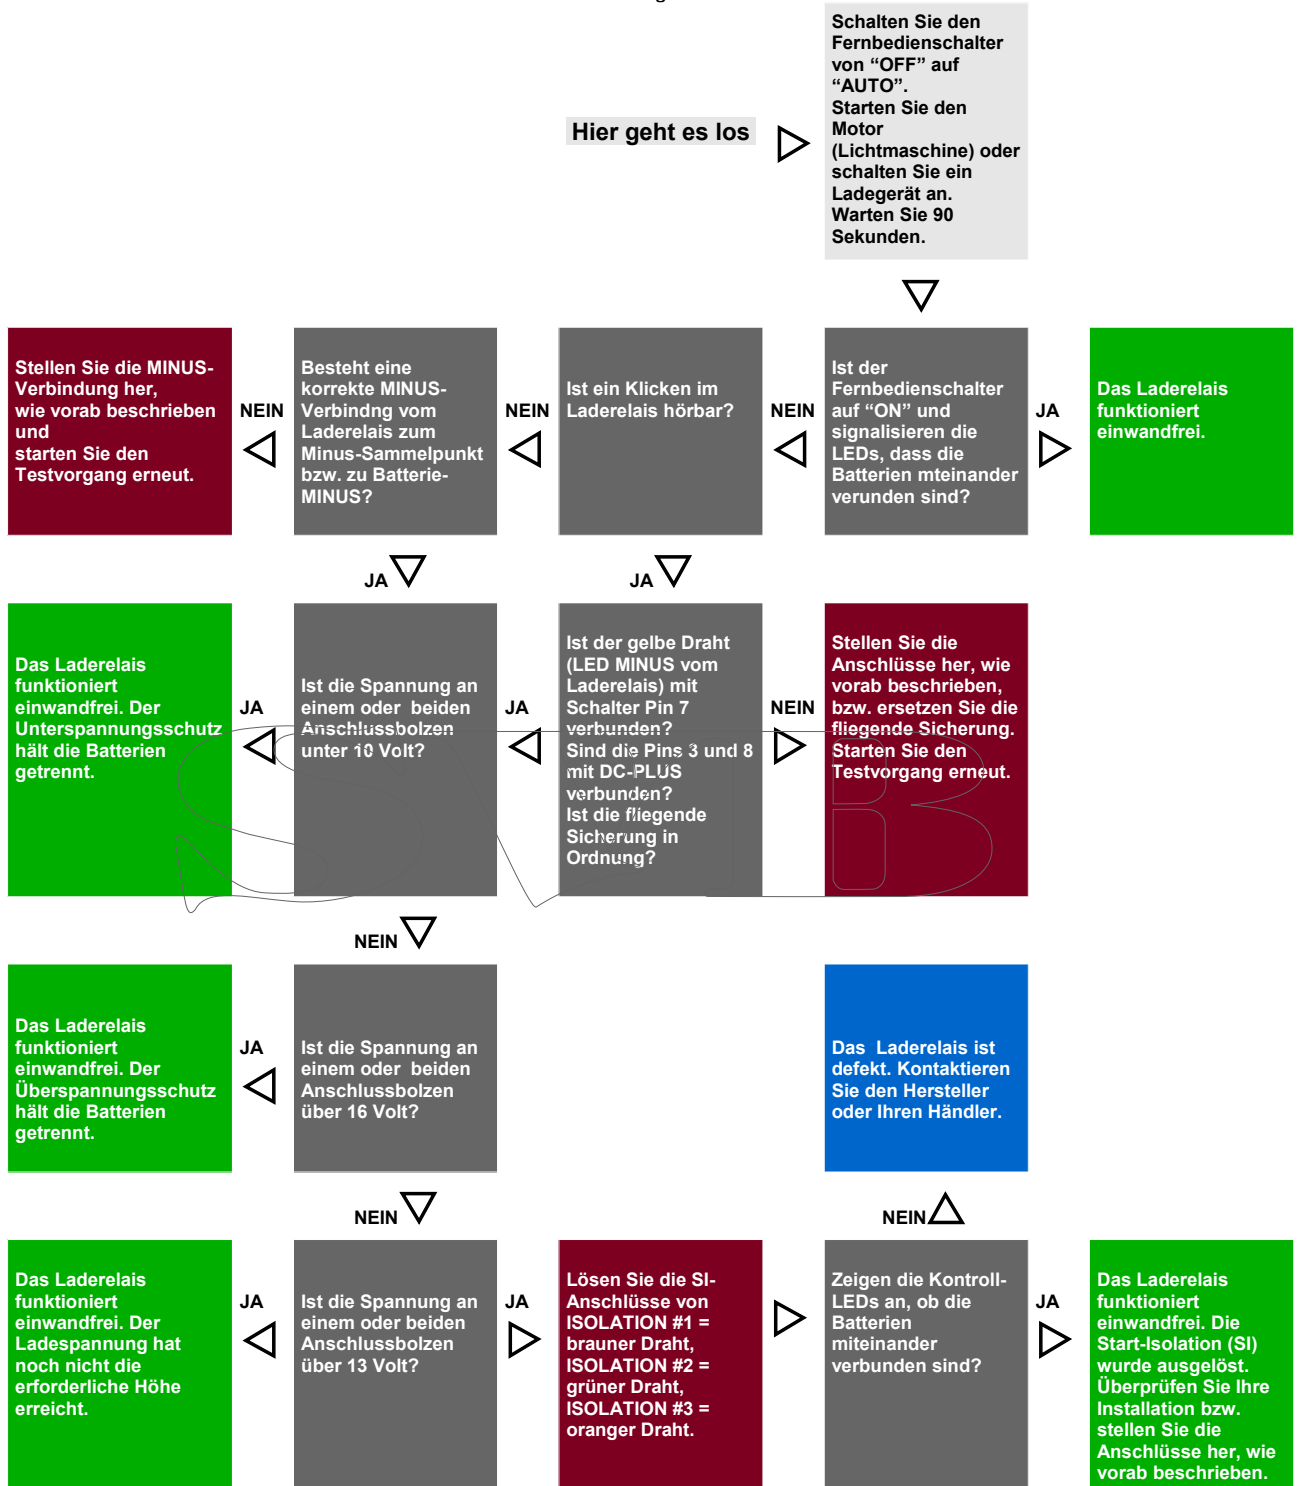 Schalten Sie den
Fernbedienschalter
von “OFF” auf
“AUTO”.
Starten Sie den
Motor
(Lichtmaschine) oder
schalten Sie ein
Ladegerät an.
Warten Sie 90
Sekunden.
Hier geht es los
Stellen Sie die MINUS-
Verbindung her,
wie vorab beschrieben
und
starten Sie den
Testvorgang erneut.
NEIN
Besteht eine
korrekte MINUS-
Verbindng vom
Laderelais zum
Minus-Sammelpunkt
bzw. zu Batterie-
MINUS?
NEIN
Ist ein Klicken im
Laderelais hörbar?
NEIN
Ist der
Fernbedienschalter
auf “ON” und
signalisieren die
LEDs, dass die
Batterien mteinander
verunden sind?
JA
Das Laderelais
funktioniert
einwandfrei.
JA
JA
Das Laderelais
funktioniert
einwandfrei. Der
Unterspannungsschutz
hält die Batterien
getrennt.
JA
Ist die Spannung an
einem oder beiden
Anschlussbolzen
unter 10 Volt?
JA
Ist der gelbe Draht
(LED MINUS vom
Laderelais) mit
Schalter Pin 7
verbunden?
Sind die Pins 3 und 8
mit DC-PLUS
verbunden?
Ist die fliegende
Sicherung in
Ordnung?
NEIN
Stellen Sie die
Anschlüsse her, wie
vorab beschrieben,
bzw. ersetzen Sie die
fliegende Sicherung.
Starten Sie den
Testvorgang erneut.
NEIN
Das Laderelais
funktioniert
einwandfrei. Der
Überspannungsschutz
hält die Batterien
getrennt.
JA
Ist die Spannung an
einem oder beiden
Anschlussbolzen
über 16 Volt?
Das Laderelais ist
defekt. Kontaktieren
Sie den Hersteller
oder Ihren Händler.
NEIN
NEIN
Das Laderelais
funktioniert
einwandfrei. Der
Ladespannung hat
noch nicht die
erforderliche Höhe
erreicht.
JA
Ist die Spannung an
einem oder beiden
Anschlussbolzen
über 13 Volt?
JA
Lösen Sie die SI-
Anschlüsse von
ISOLATION #1 =
brauner Draht,
ISOLATION #2 =
grüner Draht,
ISOLATION #3 =
oranger Draht.
Zeigen die Kontroll-
LEDs an, ob die
Batterien
miteinander
verbunden sind?
JA
Das Laderelais
funktioniert
einwandfrei. Die
Start-Isolation (SI)
wurde ausgelöst.
Überprüfen Sie Ihre
Installation bzw.
stellen Sie die
Anschlüsse her, wie
vorab beschrieben.